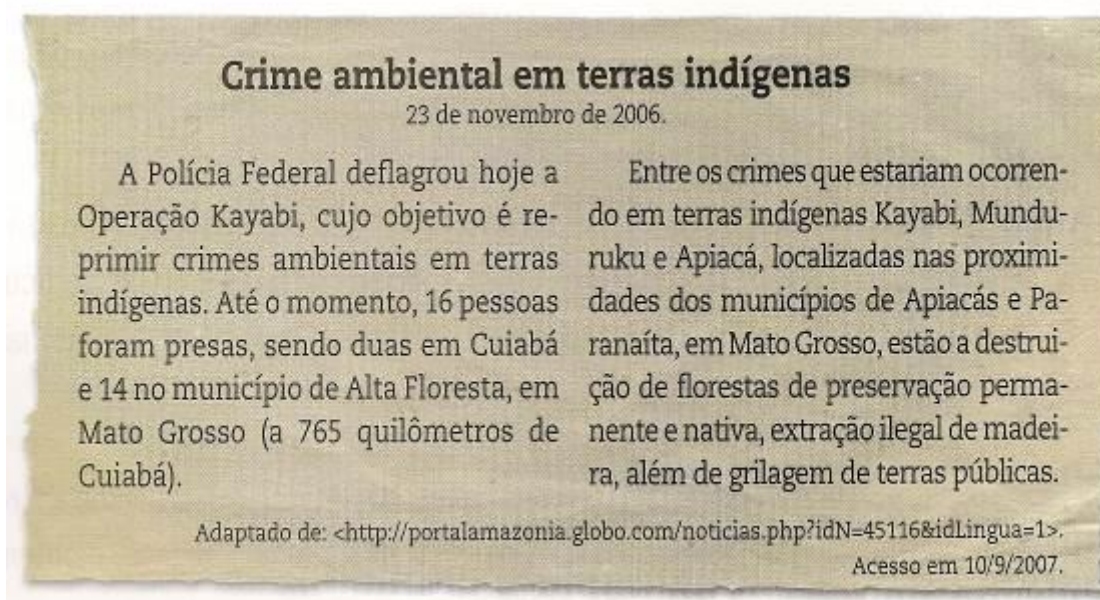 Crime ambiental em terras indígenas
23 de novembro de 2006.
A Polícia Federal deflagrou hoje a
Operação Kayabi, cujo objetivo é re-
primir crimes ambientais em terras
indígenas. Até o momento, 16 pessoas
foram presas, sendo duas em Cuiabá
e 14 no município de Alta Floresta, em
Mato Grosso (a 765 quilômetros de
Cuiabá).
Entre os crimes que estariam ocorren-
do em terras indígenas Kayabi, Mundu-
ruku e Apiacá, localizadas nas proximi-
dades dos municípios de Apiacás e Pa-
ranaíta, em Mato Grosso, estão a destrui-
ção de florestas de preservação perma-
nente e nativa, extração ilegal de madei-
ra, além de grilagem de terras públicas.
Adaptado de: <http://portalamazonia.globo.com/noticias.php?idN=45116&idLingua=1>.
Acesso em 10/9/2007.